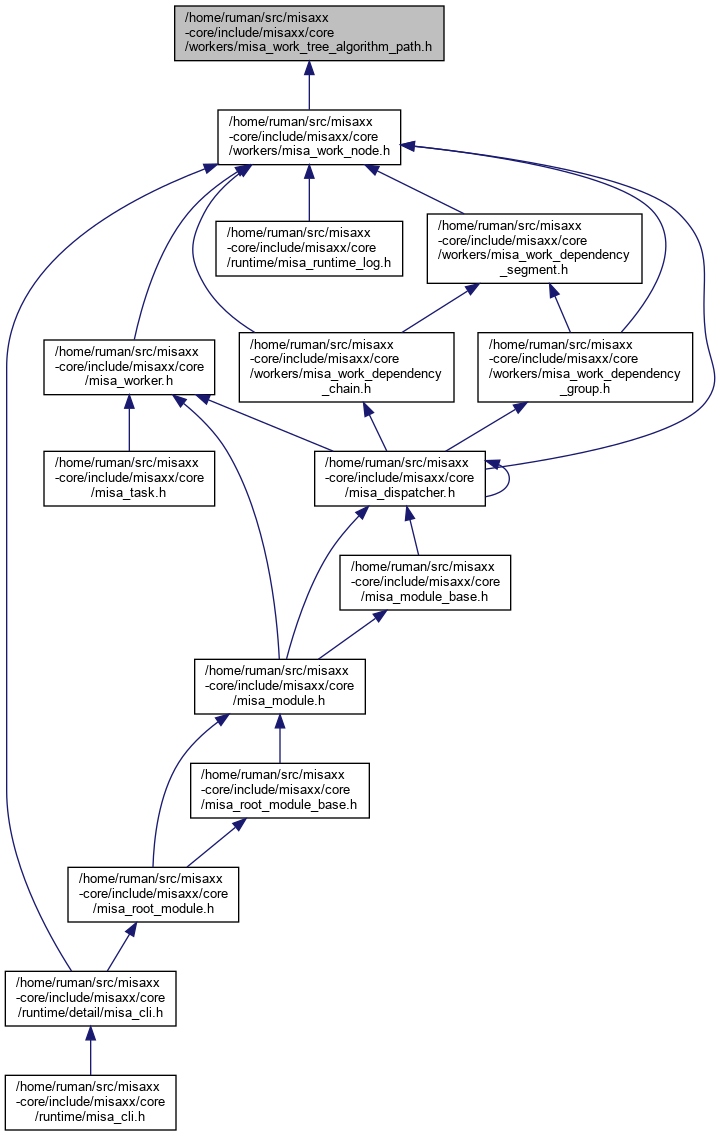 /home/ruman/src/misaxx
-core/include/misaxx/core
/workers/misa_work_tree_algorithm_path.h
/home/ruman/src/misaxx
-core/include/misaxx/core
/workers/misa_work_node.h
/home/ruman/src/misaxx
-core/include/misaxx/core
/runtime/misa_runtime_log.h
/home/ruman/src/misaxx
-core/include/misaxx/core
/workers/misa_work_dependency
_segment.h
/home/ruman/src/misaxx
-core/include/misaxx/core
/misa_worker.h
/home/ruman/src/misaxx
-core/include/misaxx/core
/workers/misa_work_dependency
_chain.h
/home/ruman/src/misaxx
-core/include/misaxx/core
/workers/misa_work_dependency
_group.h
/home/ruman/src/misaxx
-core/include/misaxx/core
/misa_task.h
/home/ruman/src/misaxx
-core/include/misaxx/core
/misa_dispatcher.h
/home/ruman/src/misaxx
-core/include/misaxx/core
/misa_module_base.h
/home/ruman/src/misaxx
-core/include/misaxx/core
/misa_module.h
/home/ruman/src/misaxx
-core/include/misaxx/core
/misa_root_module_base.h
/home/ruman/src/misaxx
-core/include/misaxx/core
/misa_root_module.h
/home/ruman/src/misaxx
-core/include/misaxx/core
/runtime/detail/misa_cli.h
/home/ruman/src/misaxx
-core/include/misaxx/core
/runtime/misa_cli.h